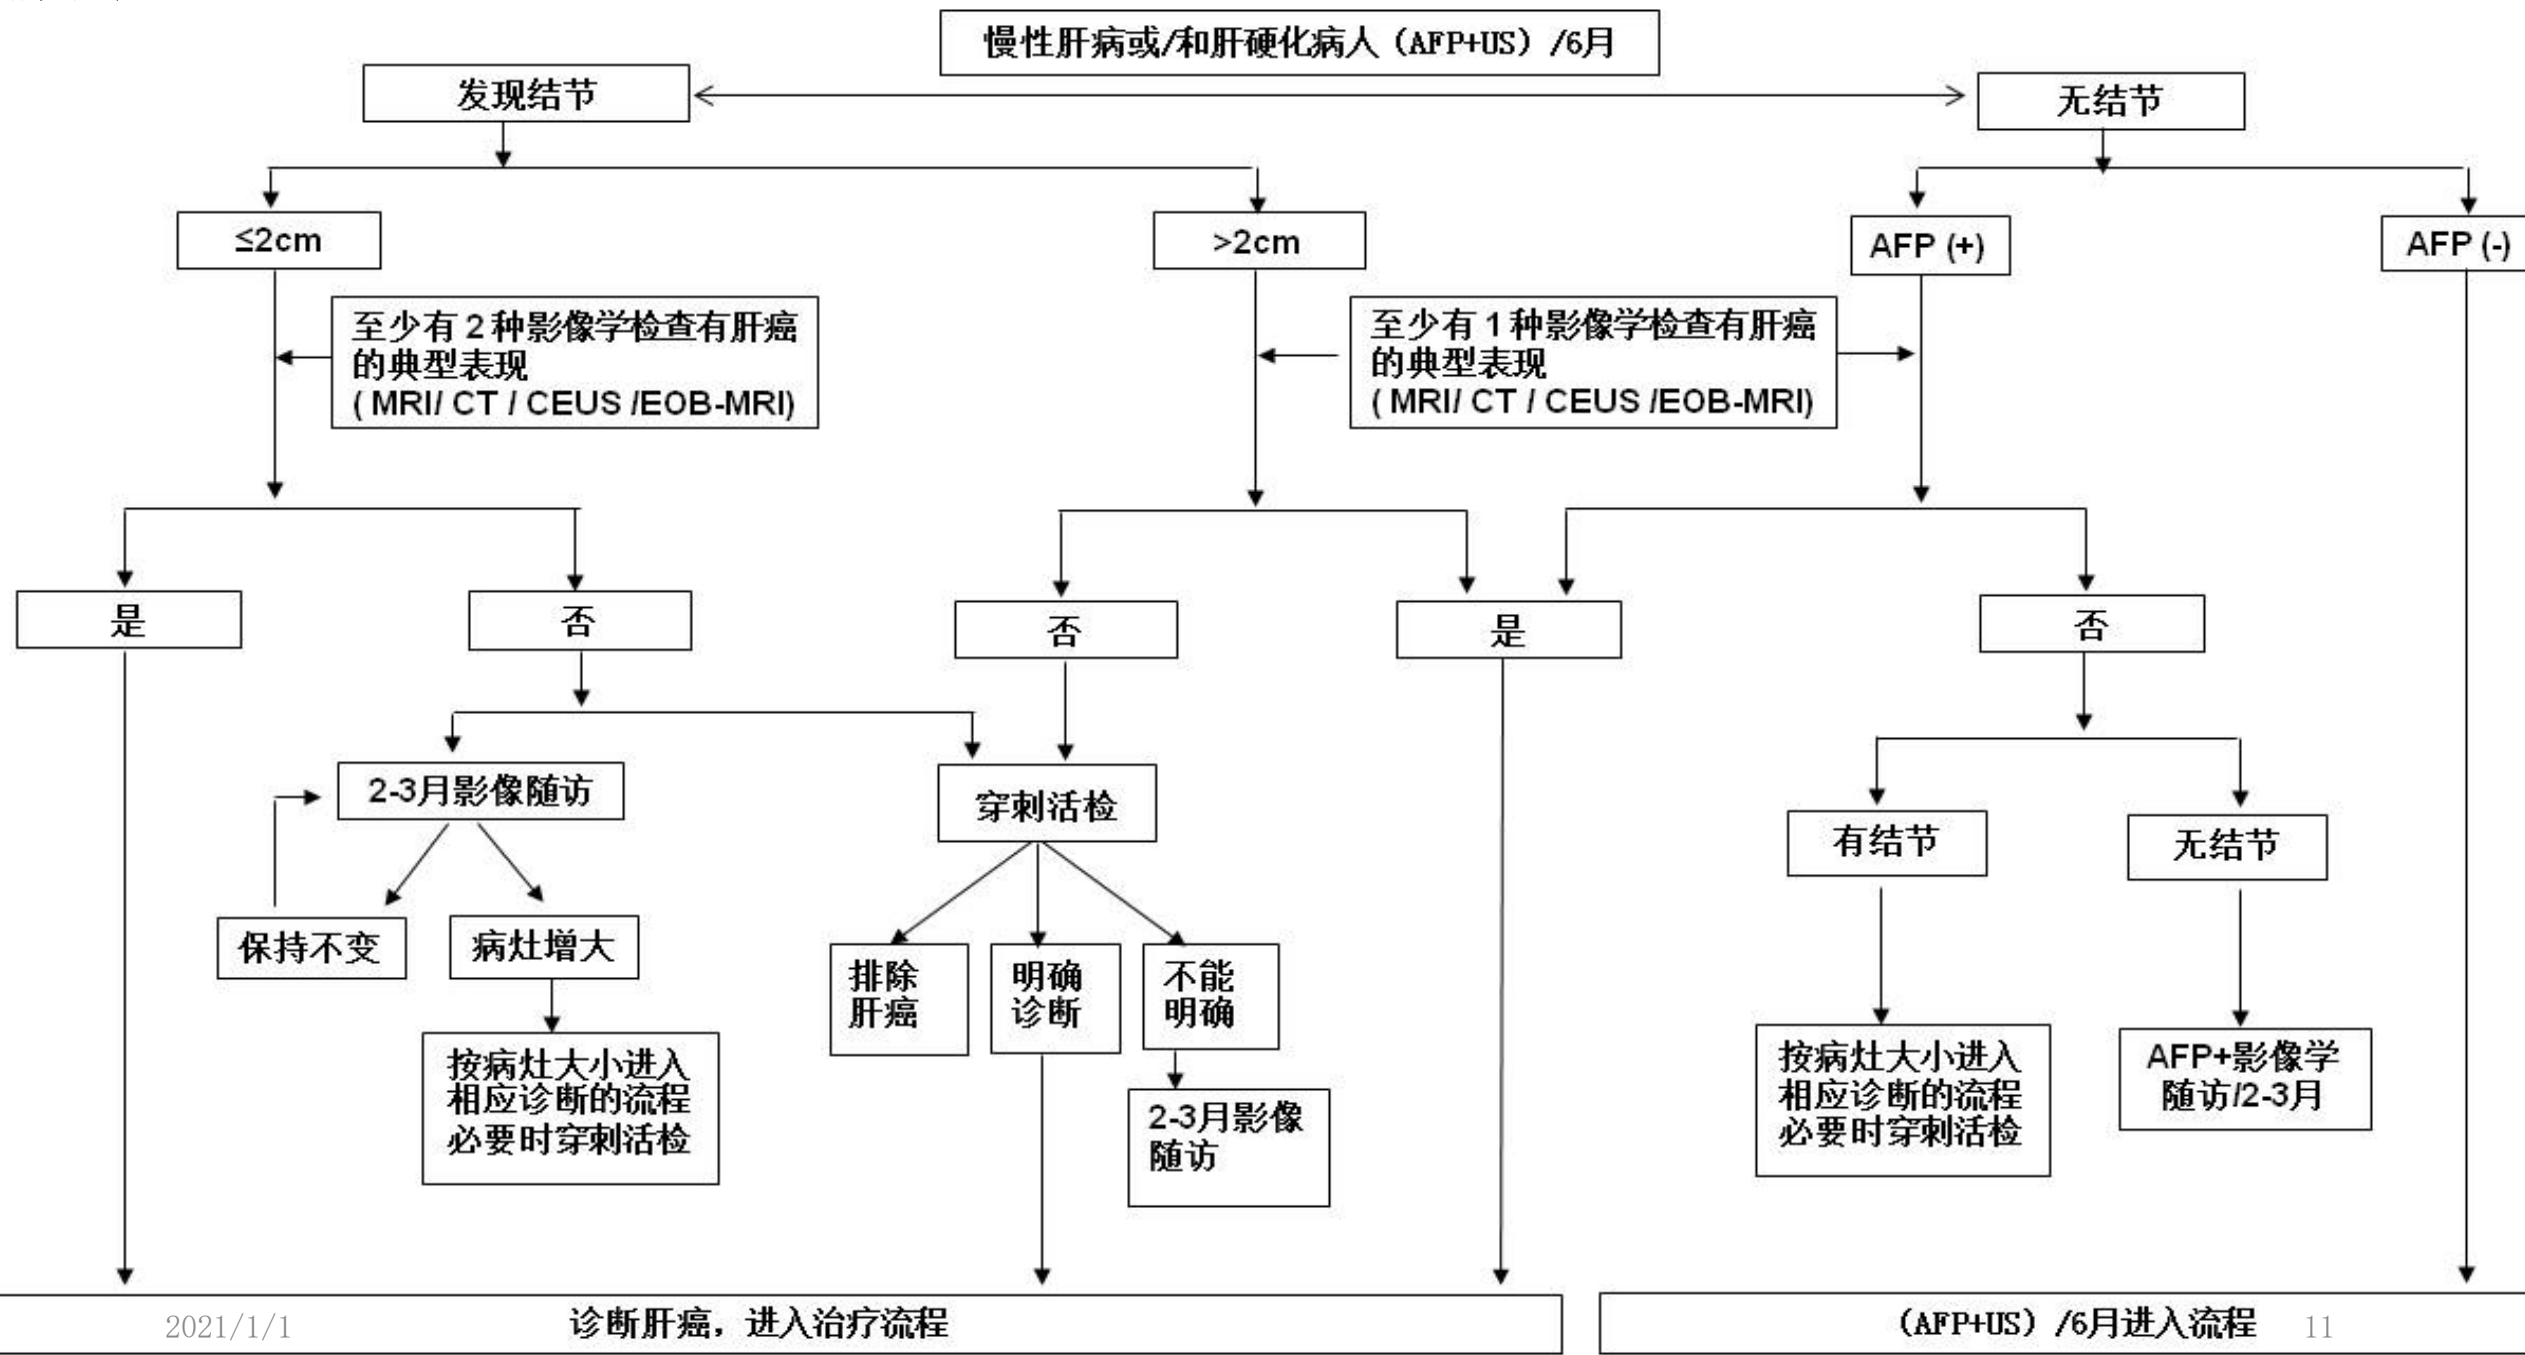 慢性肝病或/和肝硬化病人（AFP+US）/6月
发现结节
无结节
≤2cm
>2cm
AFP (+)
AFP (-)
至少有 2 种影像学检查有肝癌
的典型表现
( MRI/ CT / CEUS /EOB-MRI)
至少有 1 种影像学检查有肝癌
的典型表现
( MRI/ CT / CEUS /EOB-MRI)
是
否
否
是
否
2-3月影像随访
穿刺活检
有结节
无结节
保持不变
病灶增大
排除
肝癌
明确
诊断
不能
明确
按病灶大小进入
相应诊断的流程
必要时穿刺活检
2-3月影像
随访
按病灶大小进入
相应诊断的流程
必要时穿刺活检
AFP+影像学
随访/2-3月
2021/1/1
诊断肝癌，进入治疗流程
（AFP+US）/6月进入流程
11